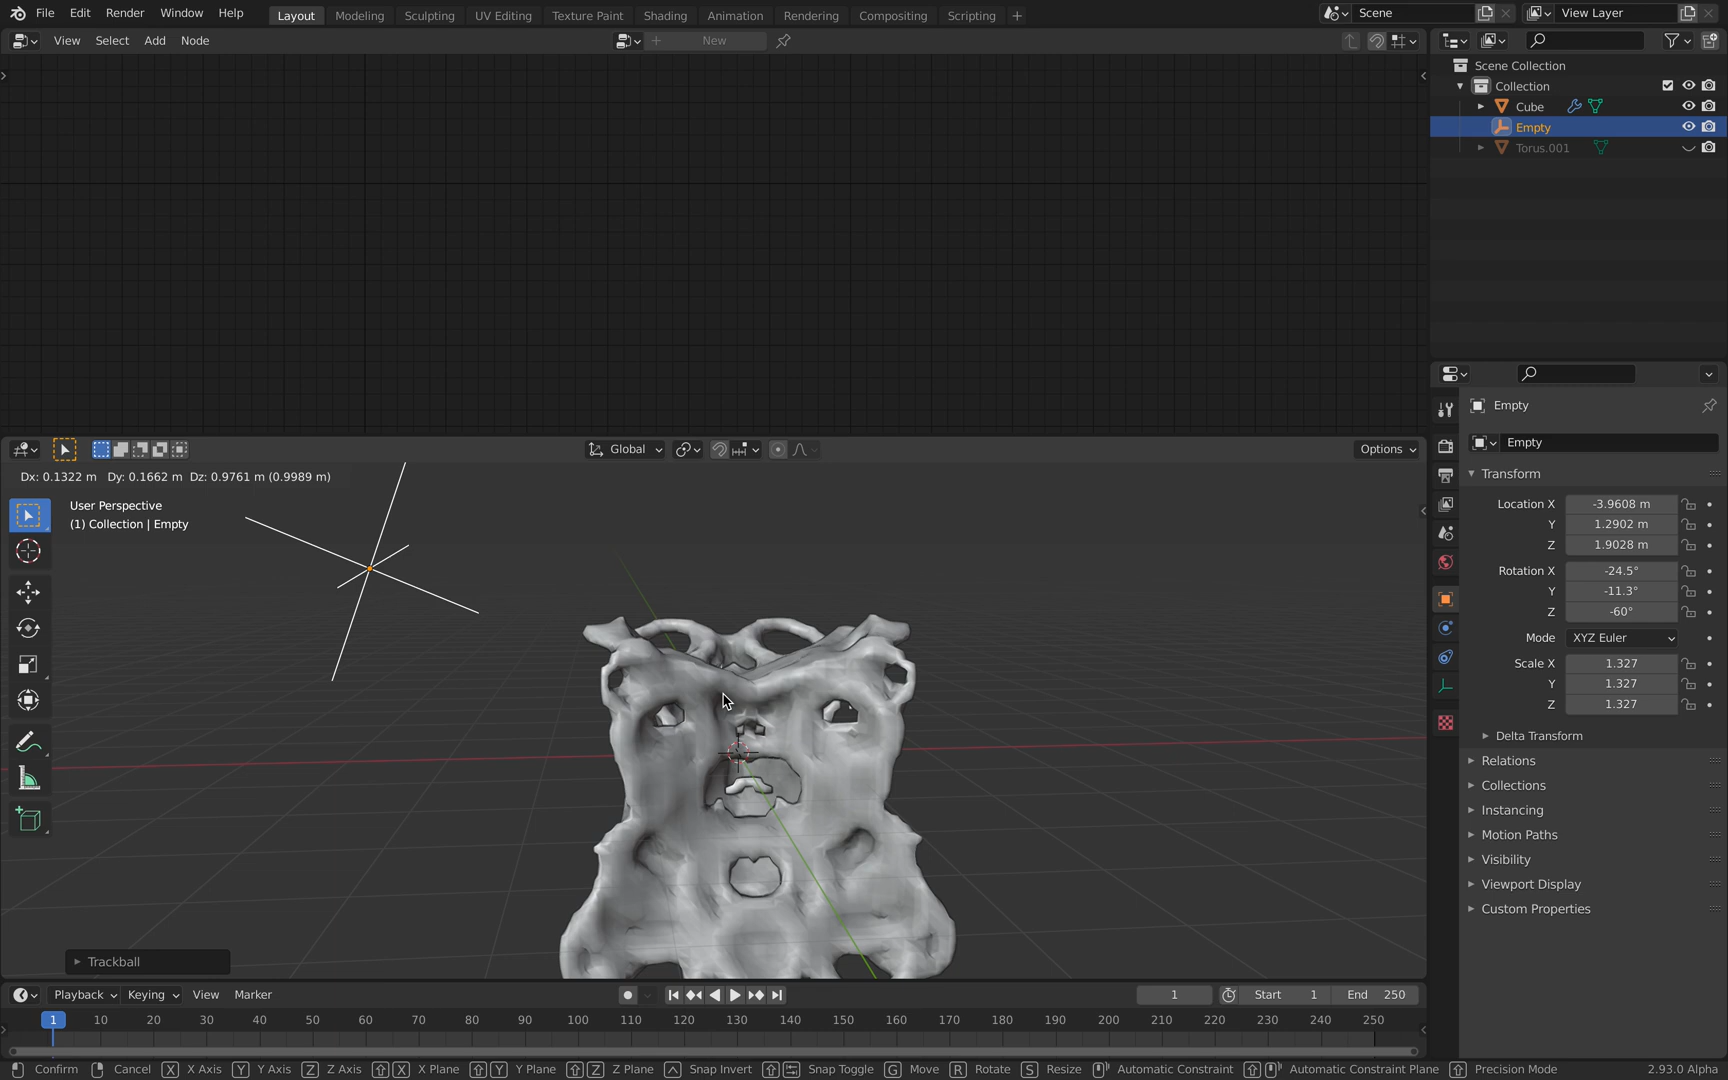 File Edit Render Window Help Layout Modeling Sculpting UV Editing Texture Paint Shading Animation Rendering Compositing Scripting + Scene View Layer
View Select Add Node New
Scene Collection
Collection
Cube
Empty
Torus.001
Global Options
Dx: 0.1322 m Dy: 0.1662 m Dz: 0.9761 m (0.9989 m)
User Perspective
(1) Collection | Empty
Trackball
Empty
Empty
Transform
Location X -3.9608 m
Y 1.2902 m
Z 1.9028 m
Rotation X -24.5°
Y -11.3°
Z -60°
Mode XYZ Euler
Scale X 1.327
Y 1.327
Z 1.327
Delta Transform
Relations
Collections
Instancing
Motion Paths
Visibility
Viewport Display
Custom Properties
Playback Keying View Marker 1 Start 1 End 250
1 10 20 30 40 50 60 70 80 90 100 110 120 130 140 150 160 170 180 190 200 210 220 230 240 250
Confirm Cancel X X Axis Y Y Axis Z Z Axis X X Plane Y Y Plane Z Z Plane Snap Invert Snap Toggle G Move R Rotate S Resize Automatic Constraint Automatic Constraint Plane Precision Mode 2.93.0 Alpha